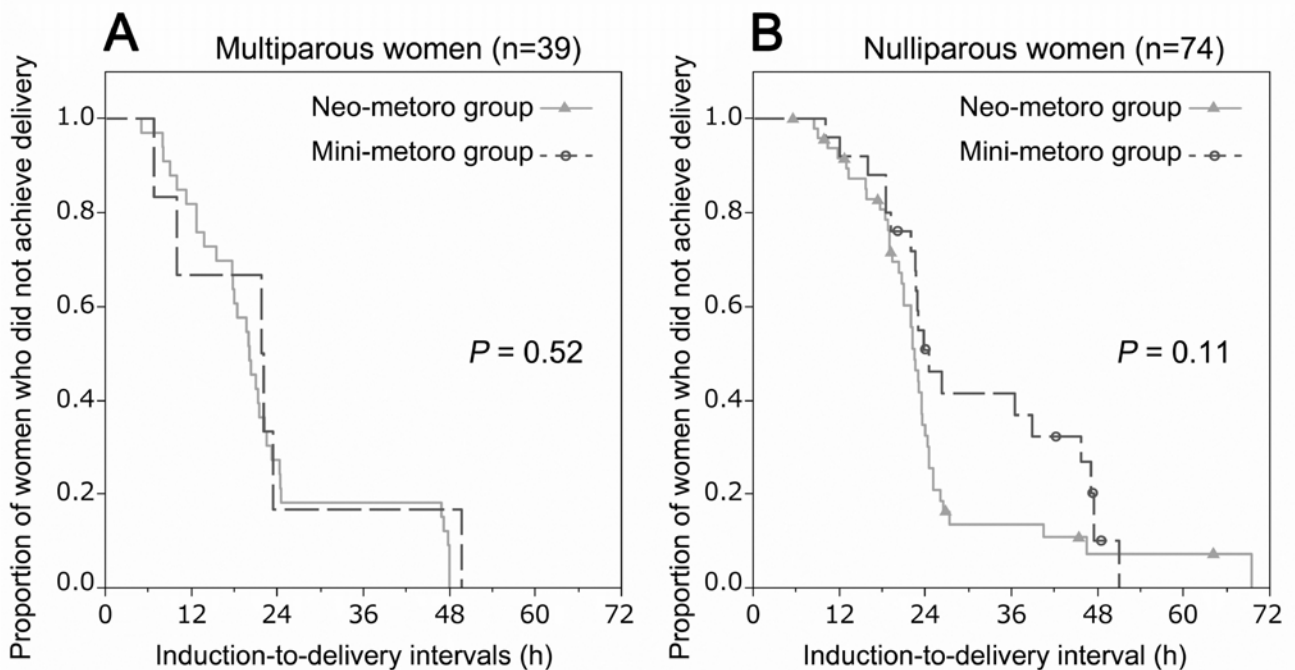 A
Multiparous women (n=39)
Proportion of women who did not achieve delivery
Neo-metoro group
Mini-metoro group
P = 0.52
1.0
0.8
0.6
0.4
0.2
0.0
0 12 24 36 48 60 72
Induction-to-delivery intervals (h)
B
Nulliparous women (n=74)
Proportion of women who did not achieve delivery
Neo-metoro group
Mini-metoro group
P = 0.11
1.0
0.8
0.6
0.4
0.2
0.0
0 12 24 36 48 60 72
Induction-to-delivery interval (h)